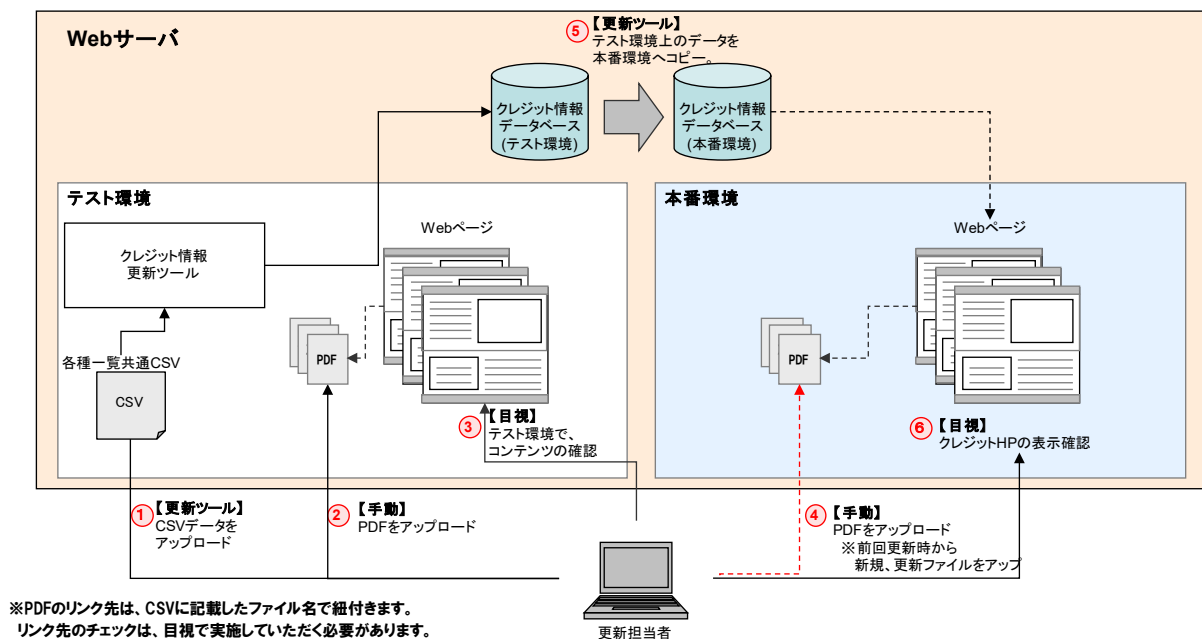 Webサーバ
⑤【更新ツール】
テスト環境上のデータを
本番環境へコピー。
クレジット情報
データベース
(テスト環境)
クレジット情報
データベース
(本番環境)
テスト環境
クレジット情報
更新ツール
各種一覧共通CSV
CSV
Webページ
PDF
③【目視】
テスト環境で、
コンテンツの確認
本番環境
Webページ
PDF
⑥【目視】
クレジットHPの表示確認
①【更新ツール】
CSVデータを
アップロード
②【手動】
PDFをアップロード
④【手動】
PDFをアップロード
※前回更新時から
新規、更新ファイルをアップ
更新担当者
※PDFのリンク先は、CSVに記載したファイル名で紐付きます。
リンク先のチェックは、目視で実施していただく必要があります。